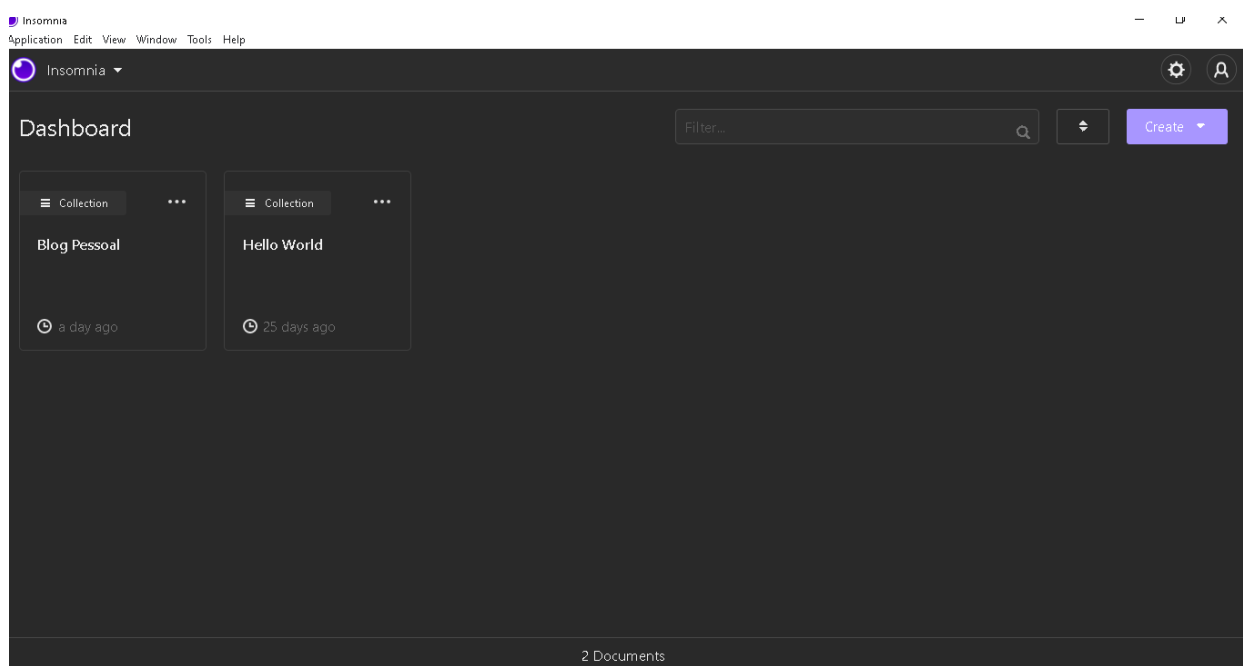 Insomnia
Application Edit View Window Tools Help
Insomnia
Dashboard
Filter...
Create
Collection
Collection
Blog Pessoal
Hello World
a day ago
25 days ago
2 Documents